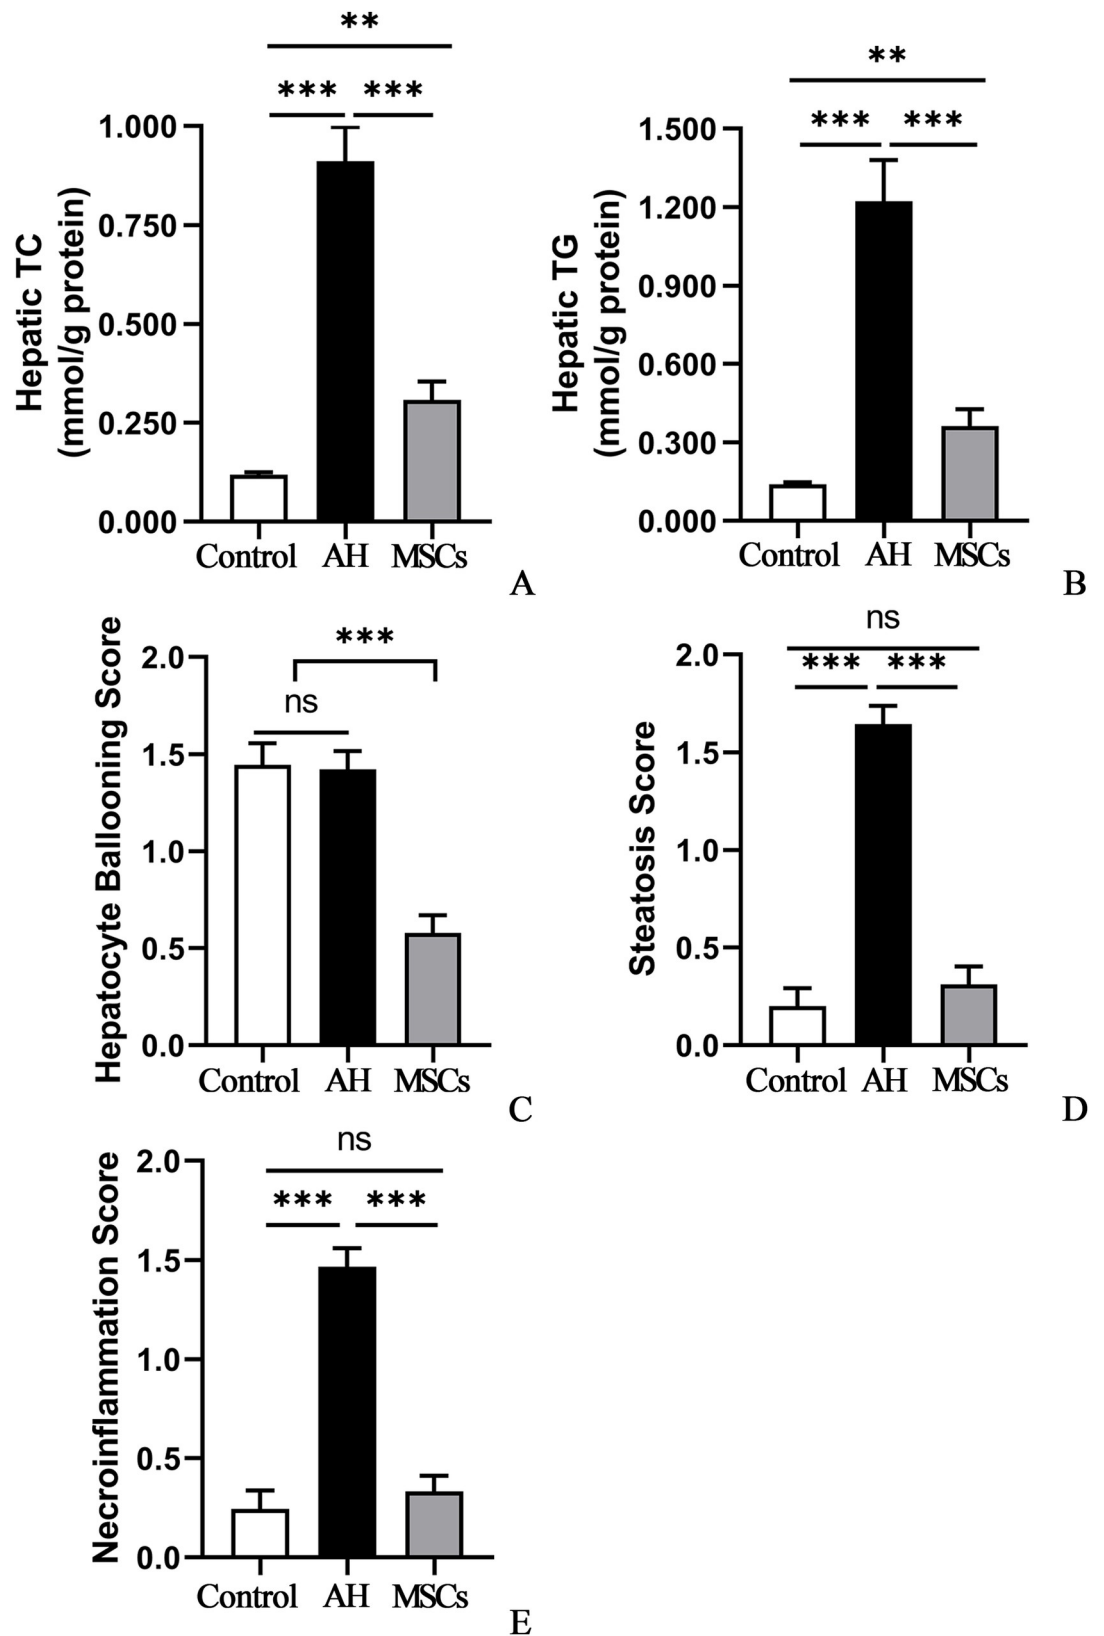 **
*** ***
1.000
0.750
0.500
0.250
0.000
Hepatic TC
(mmol/g protein)
Control AH MSCs
A
**
*** ***
1.500
1.200
0.900
0.600
0.300
0.000
Hepatic TG
(mmol/g protein)
Control AH MSCs
B
***
ns
2.0
1.5
1.0
0.5
0.0
Hepatocyte Ballooning Score
Control AH MSCs
C
ns
*** ***
2.0
1.5
1.0
0.5
0.0
Steatosis Score
Control AH MSCs
D
ns
*** ***
2.0
1.5
1.0
0.5
0.0
Necroinflammation Score
Control AH MSCs
E